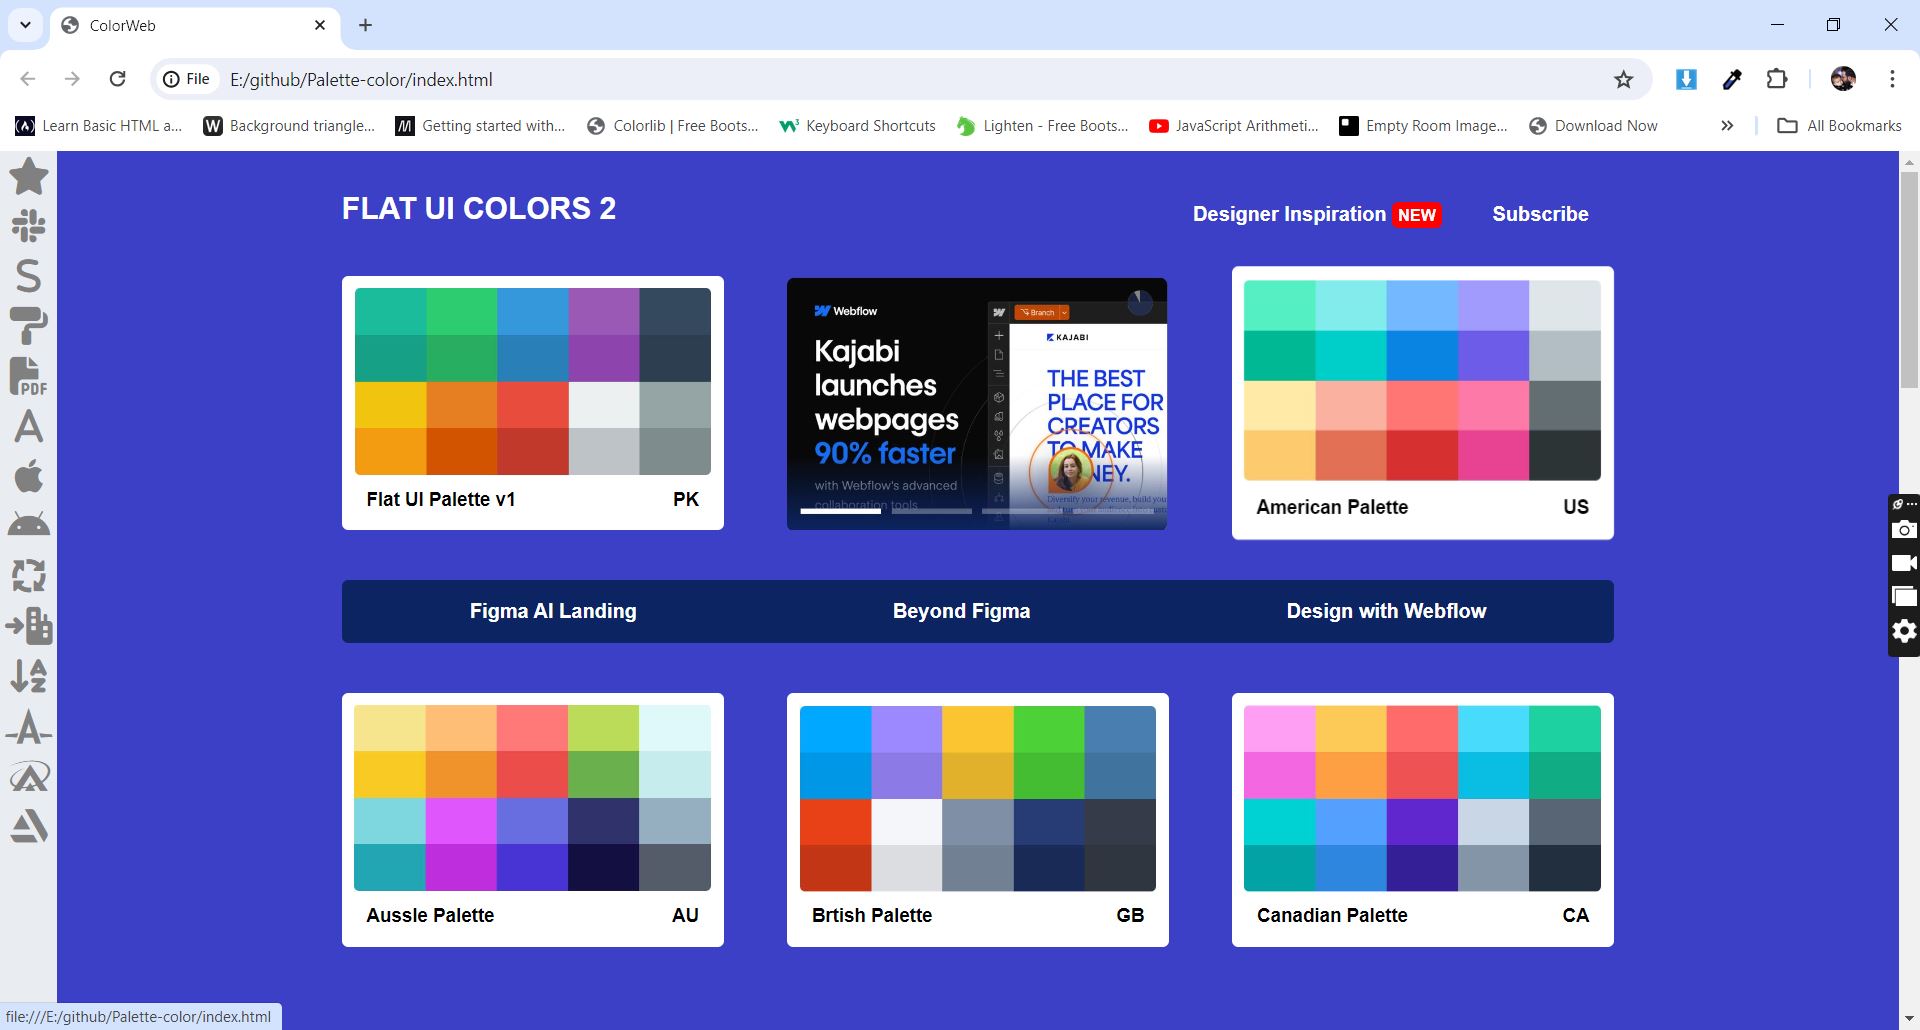 ColorWeb
File E:/github/Palette-color/index.html
Learn Basic HTML a... Background triangle... Getting started with... Colorlib | Free Boots... Keyboard Shortcuts Lighten - Free Boots... JavaScript Arithmeti... Empty Room Image... Download Now All Bookmarks
FLAT UI COLORS 2
Designer Inspiration NEW Subscribe
Flat UI Palette v1 PK
Webflow
Kajabi
launches
webpages
90% faster
with Webflow's advanced
collaboration tools
Branch
KAJABI
THE BEST
PLACE FOR
CREATORS
TO MAKE
NEY.
Diversify your revenue, build you
American Palette US
Figma AI Landing Beyond Figma Design with Webflow
Aussle Palette AU
Brtish Palette GB
Canadian Palette CA
PDF
file:///E:/github/Palette-color/index.html